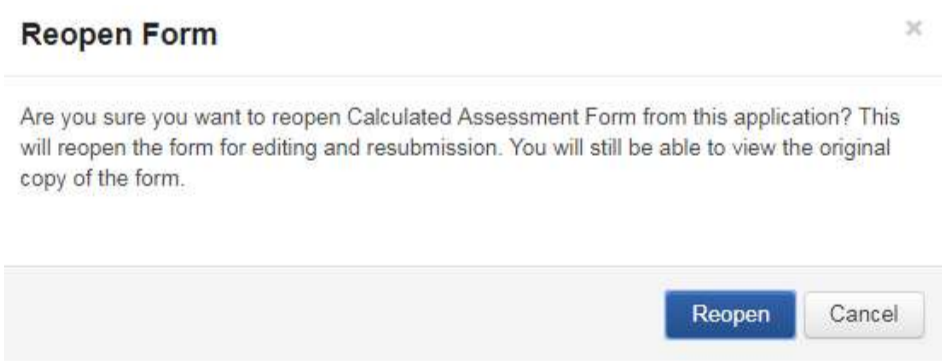 Reopen Form
×
Are you sure you want to reopen Calculated Assessment Form from this application? This
will reopen the form for editing and resubmission. You will still be able to view the original
copy of the form.
Reopen Cancel